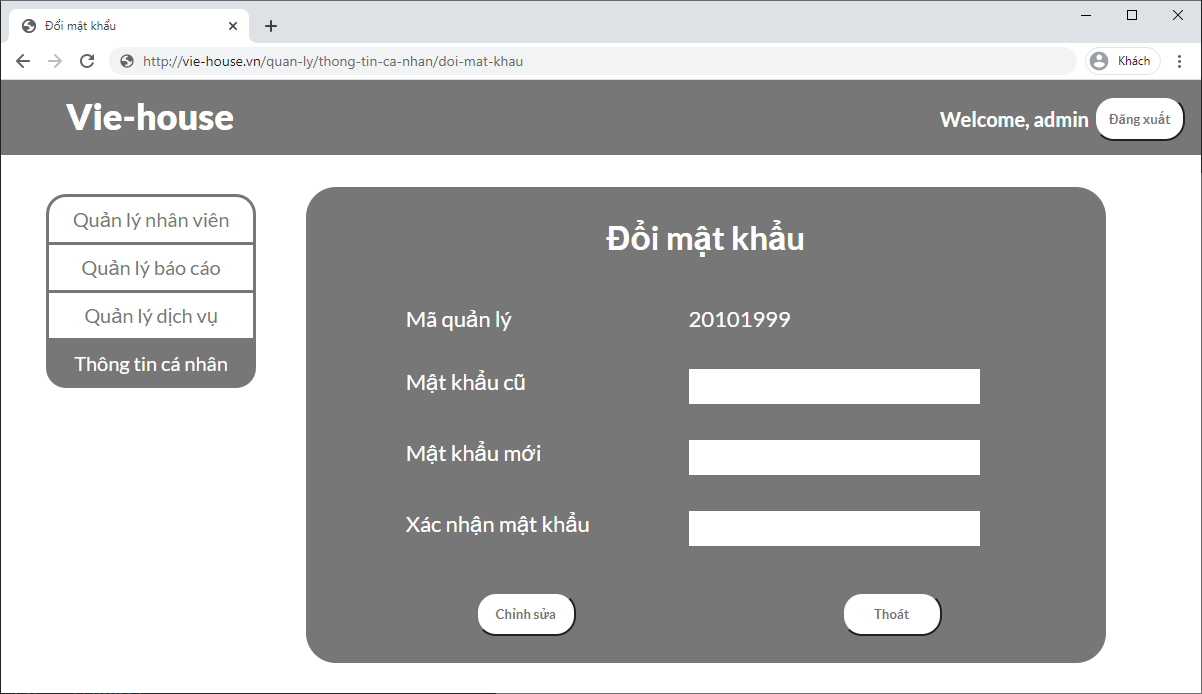 Đổi mật khẩu
http://vie-house.vn/quan-ly/thong-tin-ca-nhan/doi-mat-khau
Khách
Vie-house
Welcome, admin
Đăng xuất
Quản lý nhân viên
Quản lý báo cáo
Quản lý dịch vụ
Thông tin cá nhân
Đổi mật khẩu
Mã quản lý 20101999
Mật khẩu cũ
Mật khẩu mới
Xác nhận mật khẩu
Chỉnh sửa
Thoát